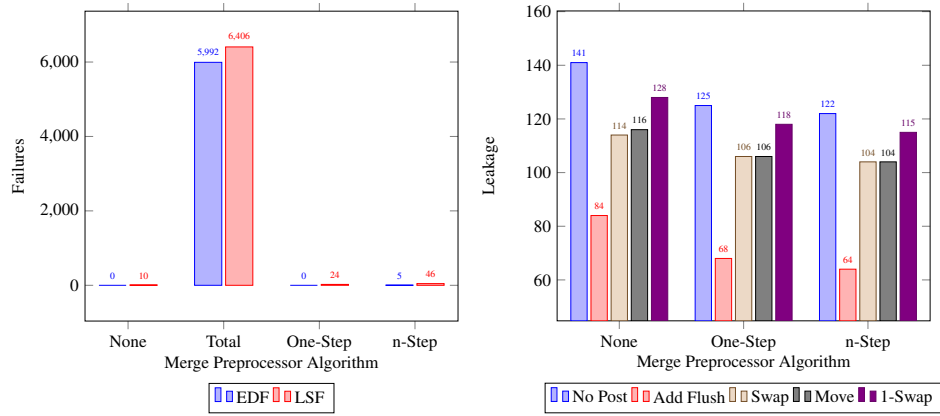 Failures
6,000
4,000
2,000
0
0 10 5,992 6,406 0 24 5 46
None Total One-Step n-Step
Merge Preprocessor Algorithm
EDF LSF
Leakage
160
140
120
100
80
60
141 84 114 116 128
125 68 106 106 118
122 64 104 104 115
None One-Step n-Step
Merge Preprocessor Algorithm
No Post Add Flush Swap Move 1-Swap